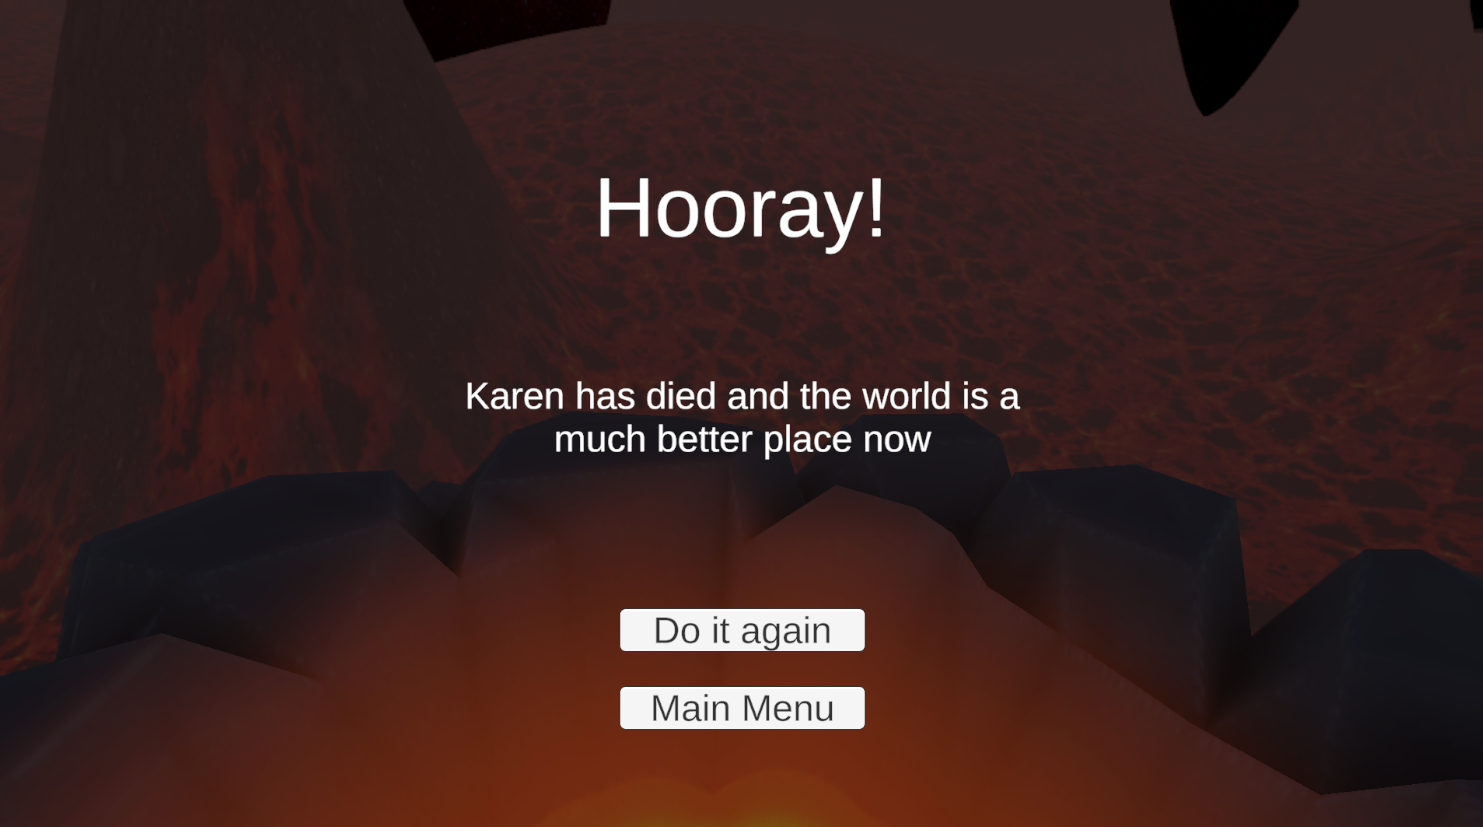 Hooray!
Karen has died and the world is a
much better place now
Do it again
Main Menu